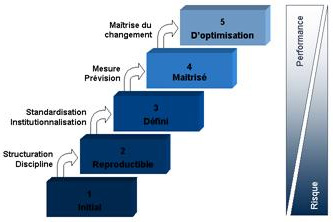 Maîtrise du
changement
5
D'optimisation
Mesure
Prévision
4
Maîtrisé
Standardisation
Institutionnalisation
3
Défini
Structuration
Discipline
2
Reproductible
1
Initial
Performance
Risque